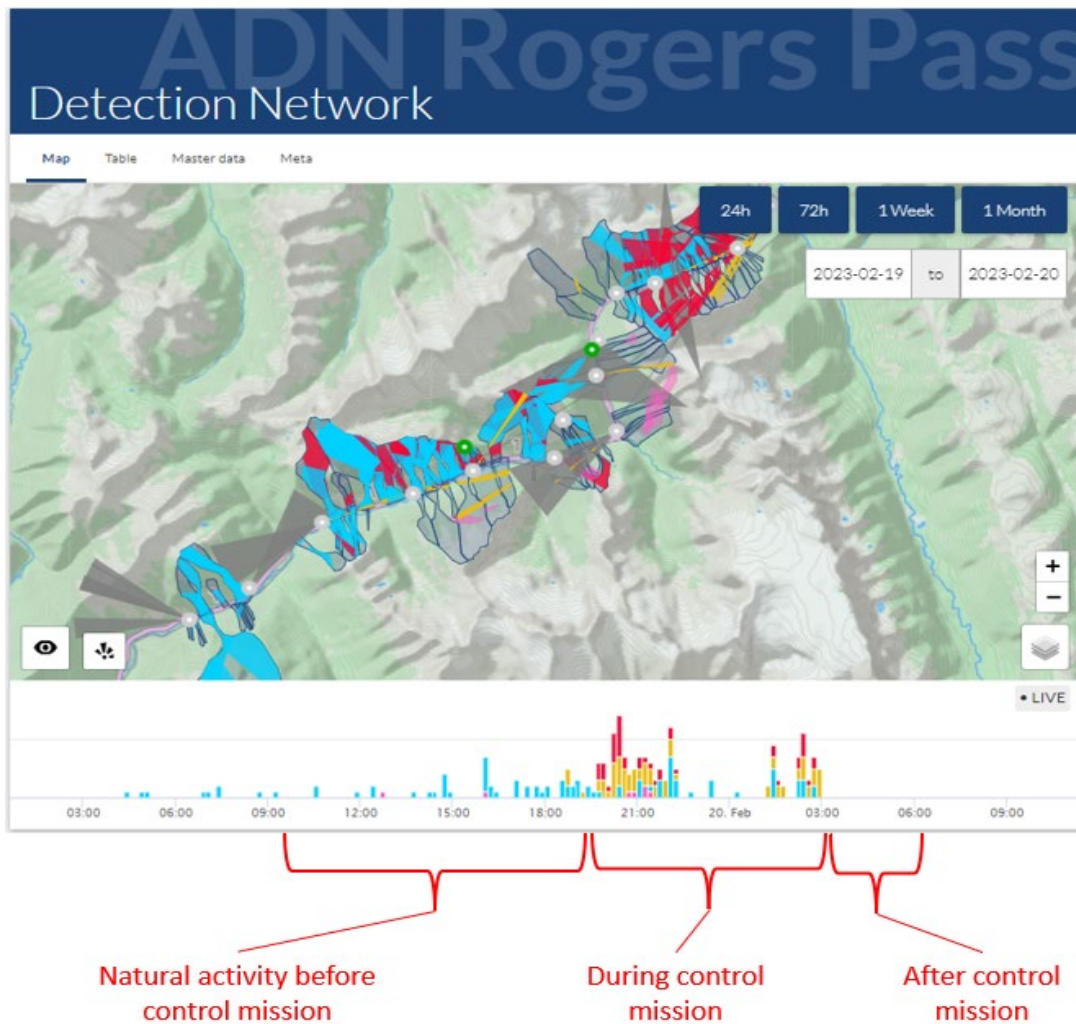 ADN Rogers Pass
Detection Network
Map Table Master data Meta
24h 72h 1 Week 1 Month
2023-02-19 to 2023-02-20
+
−
• LIVE
03:00 06:00 09:00 12:00 15:00 18:00 21:00 20. Feb 03:00 06:00 09:00
Natural activity before
control mission
During control
mission
After control
mission